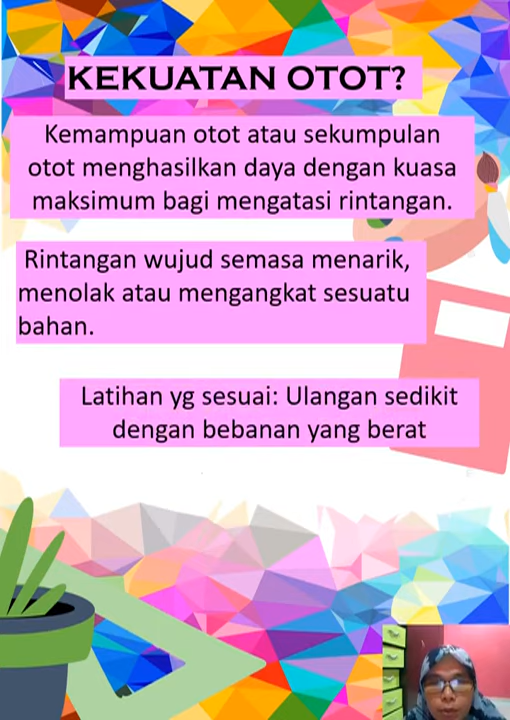 KEKUATAN OTOT?
Kemampuan otot atau sekumpulan
otot menghasilkan daya dengan kuasa
maksimum bagi mengatasi rintangan.
Rintangan wujud semasa menarik,
menolak atau mengangkat sesuatu
bahan.
Latihan yg sesuai: Ulangan sedikit
dengan bebanan yang berat